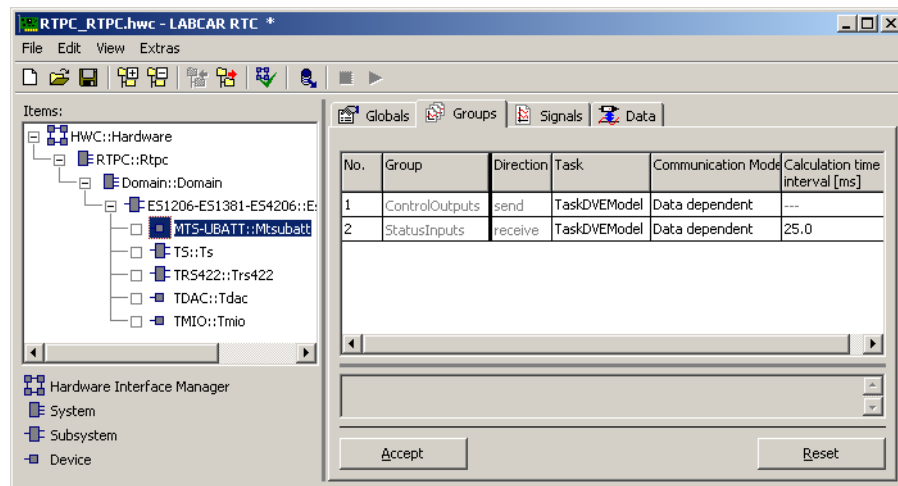 RTPC_RTPC.hwc - LABCAR RTC *
File Edit View Extras
Items:
HWC::Hardware
RTPC::Rtpc
Domain::Domain
ES1206-ES1381-ES4206::E
MTS-UBATT::Mtsubatt
TS::Ts
TRS422::Trs422
TDAC::Tdac
TMIO::Tmio
Hardware Interface Manager
System
Subsystem
Device
Globals Groups Signals Data
No. Group Direction Task Communication Mode Calculation time
interval [ms]
1 ControlOutputs send TaskDVEModel Data dependent ---
2 StatusInputs receive TaskDVEModel Data dependent 25.0
Accept Reset